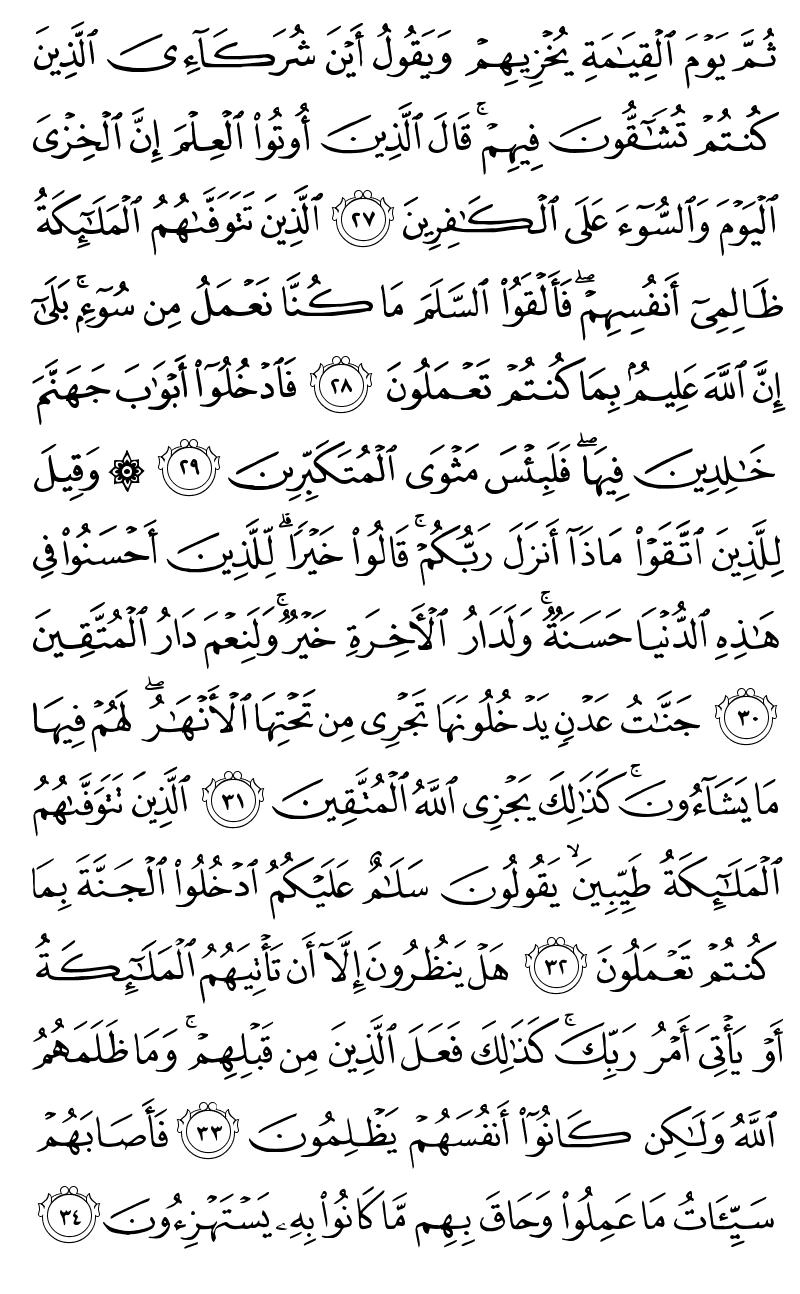 ثُمَّ يَوْمَ ٱلْقِيَـٰمَةِ يُخْزِيهِمْ وَيَقُولُ أَيْنَ شُرَكَآءِىَ ٱلَّذِينَ
كُنتُمْ تُشَـٰٓقُّونَ فِيهِمْ ۚ قَالَ ٱلَّذِينَ أُوتُوا۟ ٱلْعِلْمَ إِنَّ ٱلْخِزْىَ
ٱلْيَوْمَ وَٱلسُّوٓءَ عَلَى ٱلْكَـٰفِرِينَ ٢٧ ٱلَّذِينَ تَتَوَفَّىٰهُمُ ٱلْمَلَـٰٓئِكَةُ
ظَالِمِىٓ أَنفُسِهِمْ ۖ فَأَلْقَوُا۟ ٱلسَّلَمَ مَا كُنَّا نَعْمَلُ مِن سُوٓءٍۭ ۚ بَلَىٰٓ
إِنَّ ٱللَّهَ عَلِيمٌۢ بِمَا كُنتُمْ تَعْمَلُونَ ٢٨ فَٱدْخُلُوٓا۟ أَبْوَٰبَ جَهَنَّمَ
خَـٰلِدِينَ فِيهَا ۖ فَلَبِئْسَ مَثْوَى ٱلْمُتَكَبِّرِينَ ٢٩ ۞ وَقِيلَ
لِلَّذِينَ ٱتَّقَوْا۟ مَاذَآ أَنزَلَ رَبُّكُمْ ۚ قَالُوا۟ خَيْرًا ۗ لِّلَّذِينَ أَحْسَنُوا۟ فِى
هَـٰذِهِ ٱلدُّنْيَا حَسَنَةٌ ۚ وَلَدَارُ ٱلْـَٔاخِرَةِ خَيْرٌ ۚ وَلَنِعْمَ دَارُ ٱلْمُتَّقِينَ
٣٠ جَنَّـٰتُ عَدْنٍ يَدْخُلُونَهَا تَجْرِى مِن تَحْتِهَا ٱلْأَنْهَـٰرُ ۖ لَهُمْ فِيهَا
مَا يَشَآءُونَ ۚ كَذَٰلِكَ يَجْزِى ٱللَّهُ ٱلْمُتَّقِينَ ٣١ ٱلَّذِينَ تَتَوَفَّىٰهُمُ
ٱلْمَلَـٰٓئِكَةُ طَيِّبِينَ ۙ يَقُولُونَ سَلَـٰمٌ عَلَيْكُمُ ٱدْخُلُوا۟ ٱلْجَنَّةَ بِمَا
كُنتُمْ تَعْمَلُونَ ٣٢ هَلْ يَنظُرُونَ إِلَّآ أَن تَأْتِيَهُمُ ٱلْمَلَـٰٓئِكَةُ
أَوْ يَأْتِىَ أَمْرُ رَبِّكَ ۚ كَذَٰلِكَ فَعَلَ ٱلَّذِينَ مِن قَبْلِهِمْ ۚ وَمَا ظَلَمَهُمُ
ٱللَّهُ وَلَـٰكِن كَانُوٓا۟ أَنفُسَهُمْ يَظْلِمُونَ ٣٣ فَأَصَابَهُمْ
سَيِّـَٔاتُ مَا عَمِلُوا۟ وَحَاقَ بِهِم مَّا كَانُوا۟ بِهِۦ يَسْتَهْزِءُونَ ٣٤